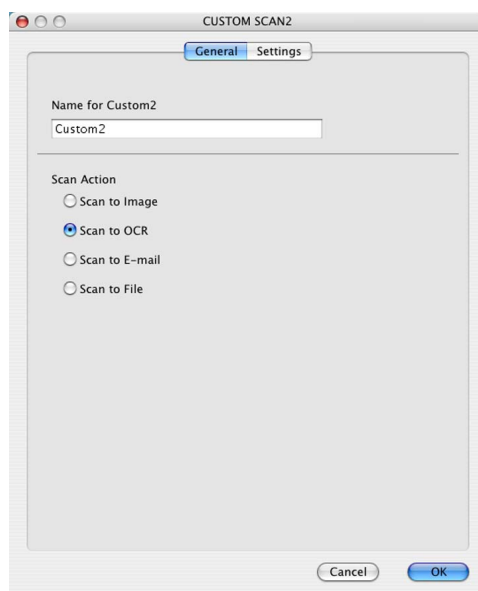 CUSTOM SCAN2
General Settings
Name for Custom2
Custom2
Scan Action
Scan to Image
Scan to OCR
Scan to E-mail
Scan to File
Cancel OK